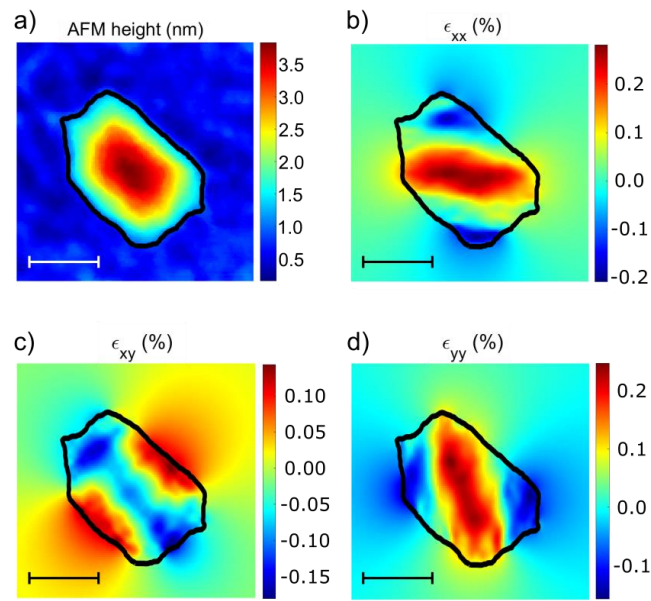 a)
AFM height (nm)
3.5
3.0
2.5
2.0
1.5
1.0
0.5
b)
ϵxx (%)
0.2
0.1
0.0
-0.1
-0.2
c)
ϵxy (%)
0.10
0.05
0.00
-0.05
-0.10
-0.15
d)
ϵyy (%)
0.2
0.1
0.0
-0.1